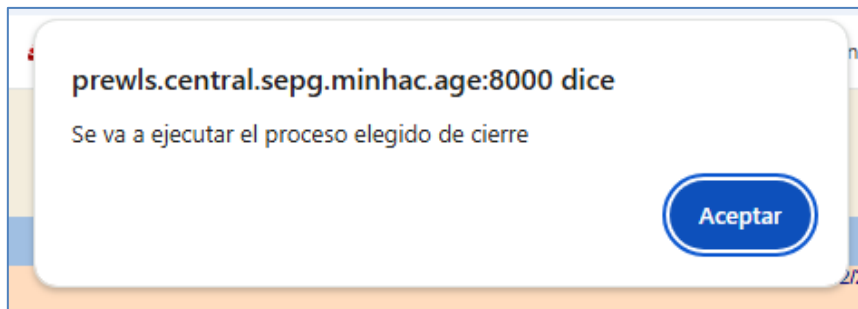 prewls.central.sepg.minhac.age:8000 dice
Se va a ejecutar el proceso elegido de cierre
Aceptar